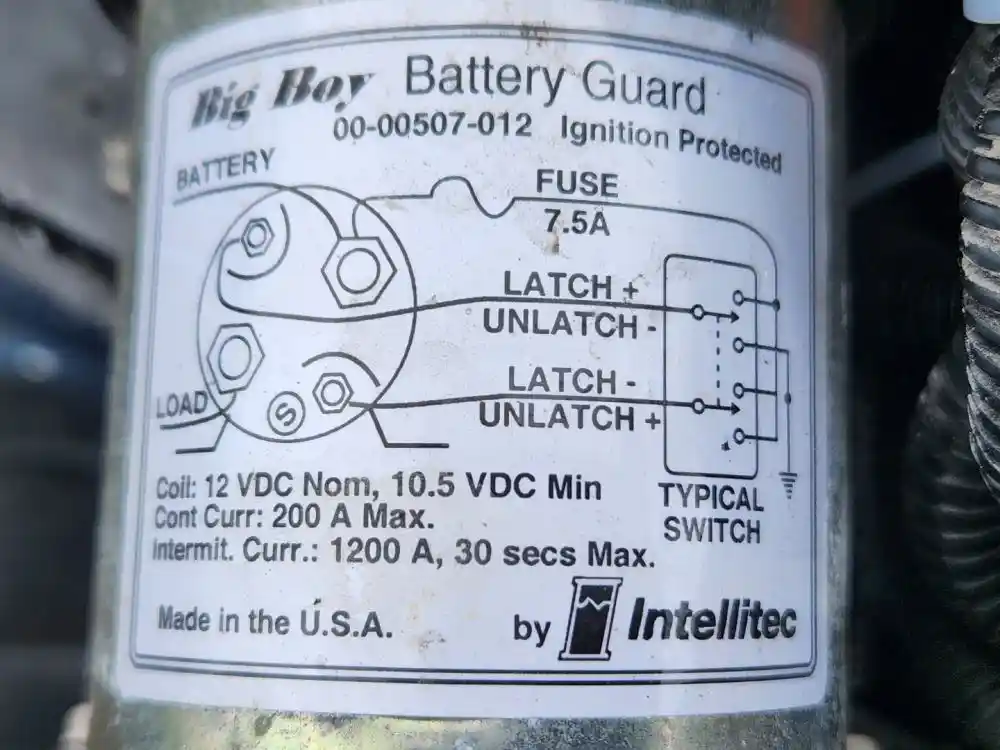 Big Boy Battery Guard
00-00507-012 Ignition Protected
BATTERY
FUSE
7.5A
LATCH +
UNLATCH -
LATCH -
UNLATCH +
LOAD
S
TYPICAL
SWITCH
Coil: 12 VDC Nom, 10.5 VDC Min
Cont Curr: 200 A Max.
Intermit. Curr.: 1200 A, 30 secs Max.
Made in the U.S.A.
by Intellitec